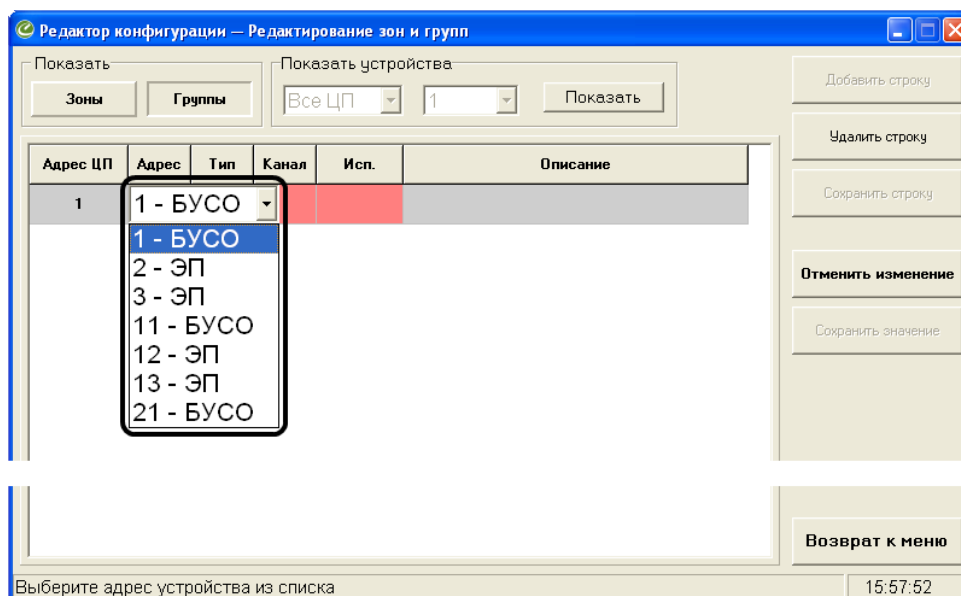 Редактор конфигурации — Редактирование зон и групп
Показать
Показать устройства
Зоны
Группы
Все ЦП
1
Показать
Добавить строку
Удалить строку
Сохранить строку
Отменить изменение
Сохранить значение
Адрес ЦП Адрес Тип Канал Исп. Описание
1 1 - БУСО
1 - БУСО
2 - ЭП
3 - ЭП
11 - БУСО
12 - ЭП
13 - ЭП
21 - БУСО
Возврат к меню
Выберите адрес устройства из списка
15:57:52